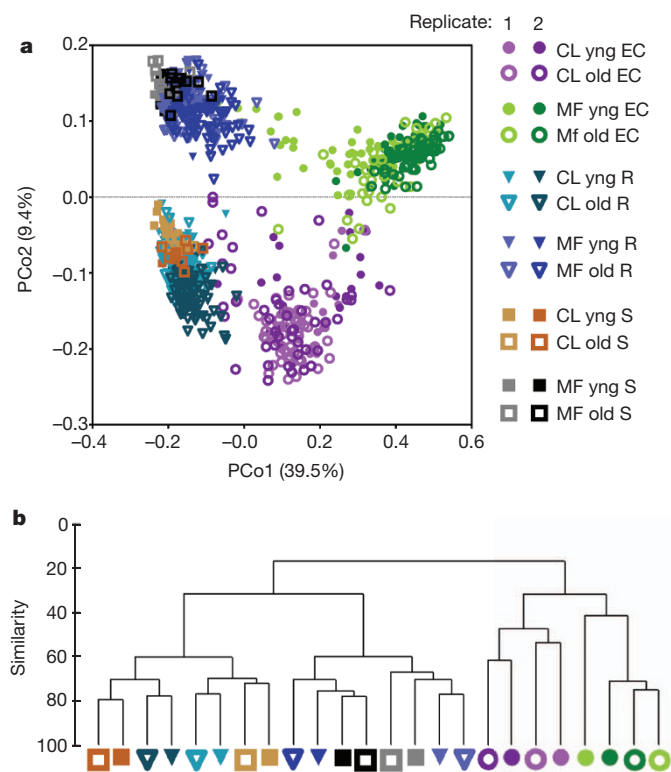 Replicate: 1 2
a
CL yng EC
CL old EC
MF yng EC
Mf old EC
CL yng R
CL old R
MF yng R
MF old R
CL yng S
CL old S
MF yng S
MF old S
0.2
0.1
0.0
−0.1
−0.2
−0.3
PCo2 (9.4%)
−0.4
−0.2
−0.0
0.2
0.4
0.6
PCo1 (39.5%)
b
0
20
40
60
80
100
Similarity